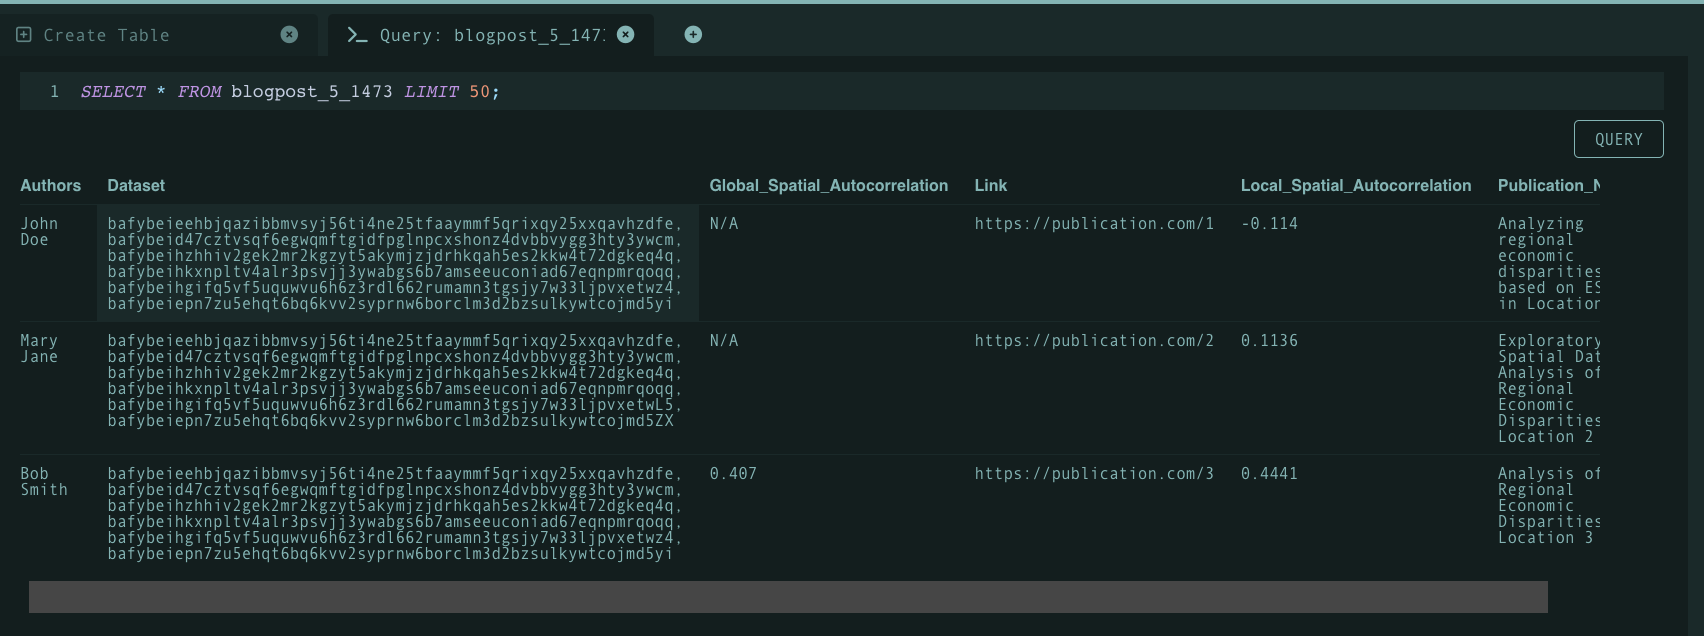 Create Table
Query: blogpost_5_147
1 SELECT * FROM blogpost_5_1473 LIMIT 50;
QUERY
Authors Dataset Global_Spatial_Autocorrelation Link Local_Spatial_Autocorrelation Publication_N
John bafybeieehbjqazibbmvsyj56ti4ne25tfaaymmf5qrixqy25xxqavhzdfe, N/A https://publication.com/1 -0.114 Analyzing
Doe bafybeid47cztvsqf6egwqmftgidfpglnpcxshonz4dvbbvygg3hty3ywcm, regional
bafybeihzhhiv2gek2mr2kgzyt5akymjzjdrhkqah5es2kkw4t72dgkeq4q, economic
bafybeihkxnpltv4alr3psvjj3ywabgs6b7amseeuconiad67eqnpmrqoqq, disparities
bafybeihgifq5vf5uquwvu6h6z3rdl662rumamn3tgsjy7w33ljpvxetwz4, based on ES
bafybeiepn7zu5ehqt6bq6kvv2syprnw6borclm3d2bzsulkywtcojmd5yi in Location
Mary bafybeieehbjqazibbmvsyj56ti4ne25tfaaymmf5qrixqy25xxqavhzdfe, N/A https://publication.com/2 0.1136 Exploratory
Jane bafybeid47cztvsqf6egwqmftgidfpglnpcxshonz4dvbbvygg3hty3ywcm, Spatial Dat
bafybeihzhhiv2gek2mr2kgzyt5akymjzjdrhkqah5es2kkw4t72dgkeq4q, Analysis of
bafybeihkxnpltv4alr3psvjj3ywabgs6b7amseeuconiad67eqnpmrqoqq, Regional
bafybeihgifq5vf5uquwvu6h6z3rdl662rumamn3tgsjy7w33ljpvxetwL5, Economic
bafybeiepn7zu5ehqt6bq6kvv2syprnw6borclm3d2bzsulkywtcojmd5ZX Disparities
Location 2
Bob bafybeieehbjqazibbmvsyj56ti4ne25tfaaymmf5qrixqy25xxqavhzdfe, 0.407 https://publication.com/3 0.4441 Analysis of
Smith bafybeid47cztvsqf6egwqmftgidfpglnpcxshonz4dvbbvygg3hty3ywcm, Regional
bafybeihzhhiv2gek2mr2kgzyt5akymjzjdrhkqah5es2kkw4t72dgkeq4q, Economic
bafybeihkxnpltv4alr3psvjj3ywabgs6b7amseeuconiad67eqnpmrqoqq, Disparities
bafybeihgifq5vf5uquwvu6h6z3rdl662rumamn3tgsjy7w33ljpvxetwz4, Location 3
bafybeiepn7zu5ehqt6bq6kvv2syprnw6borclm3d2bzsulkywtcojmd5yi